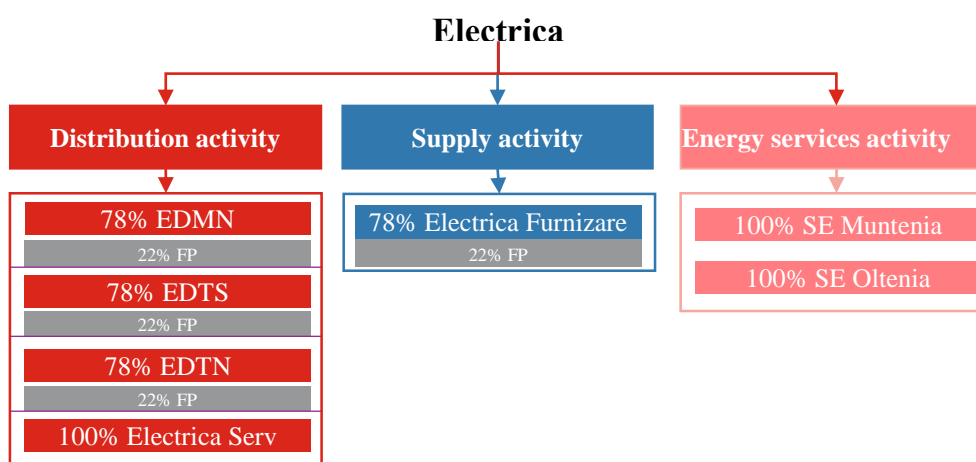 Electrica
Distribution activity
78% EDMN
22% FP
78% EDTS
22% FP
78% EDTN
22% FP
100% Electrica Serv
Supply activity
78% Electrica Furnizare
22% FP
Energy services activity
100% SE Muntenia
100% SE Oltenia